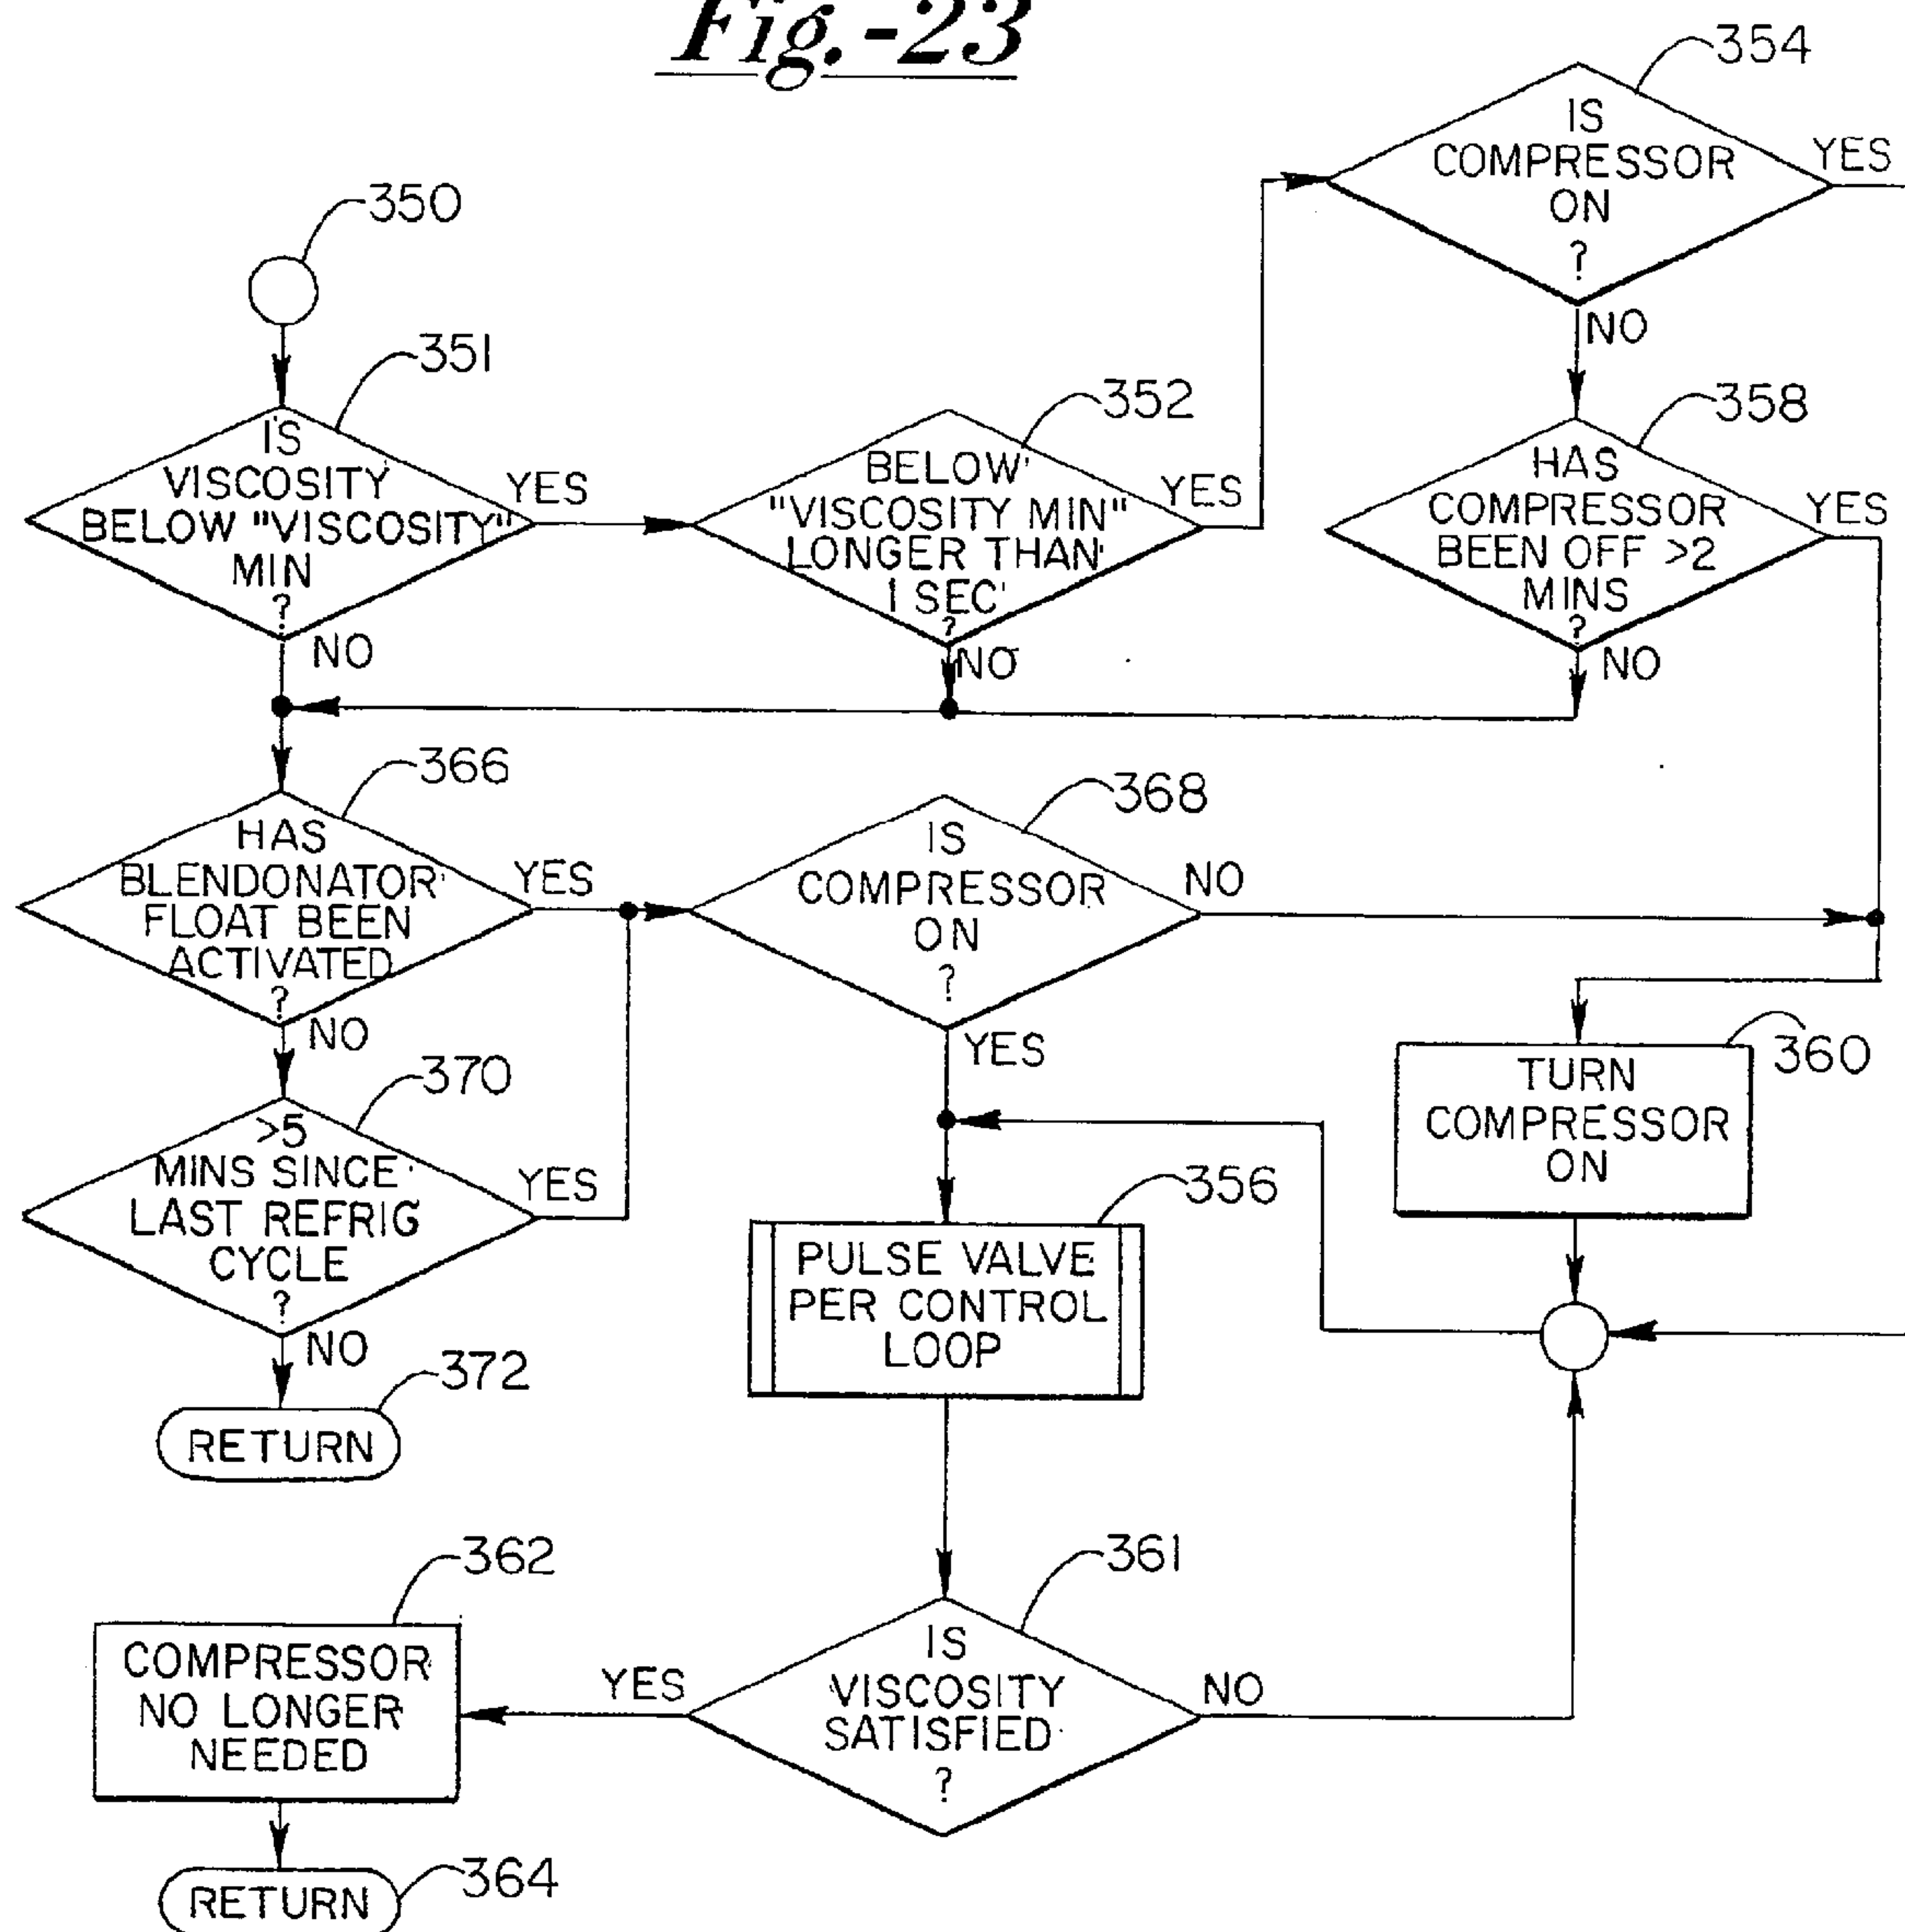 Fig.-23
354
IS
COMPRESSOR
ON
?
YES
NO
350
351
IS
VISCOSITY
BELOW "VISCOSITY"
MIN
?
YES
NO
352
BELOW
"VISCOSITY MIN"
LONGER THAN
1 SEC
?
YES
NO
358
HAS
COMPRESSOR
BEEN OFF >2
MINS
?
YES
NO
366
HAS
BLENDONATOR
FLOAT BEEN
ACTIVATED
?
YES
NO
368
IS
COMPRESSOR
ON
?
NO
YES
360
TURN
COMPRESSOR
ON
370
>5
MINS SINCE
LAST REFRIG
CYCLE
?
YES
NO
372
RETURN
356
PULSE VALVE
PER CONTROL
LOOP
361
IS
VISCOSITY
SATISFIED
?
YES
NO
362
COMPRESSOR
NO LONGER
NEEDED
364
RETURN